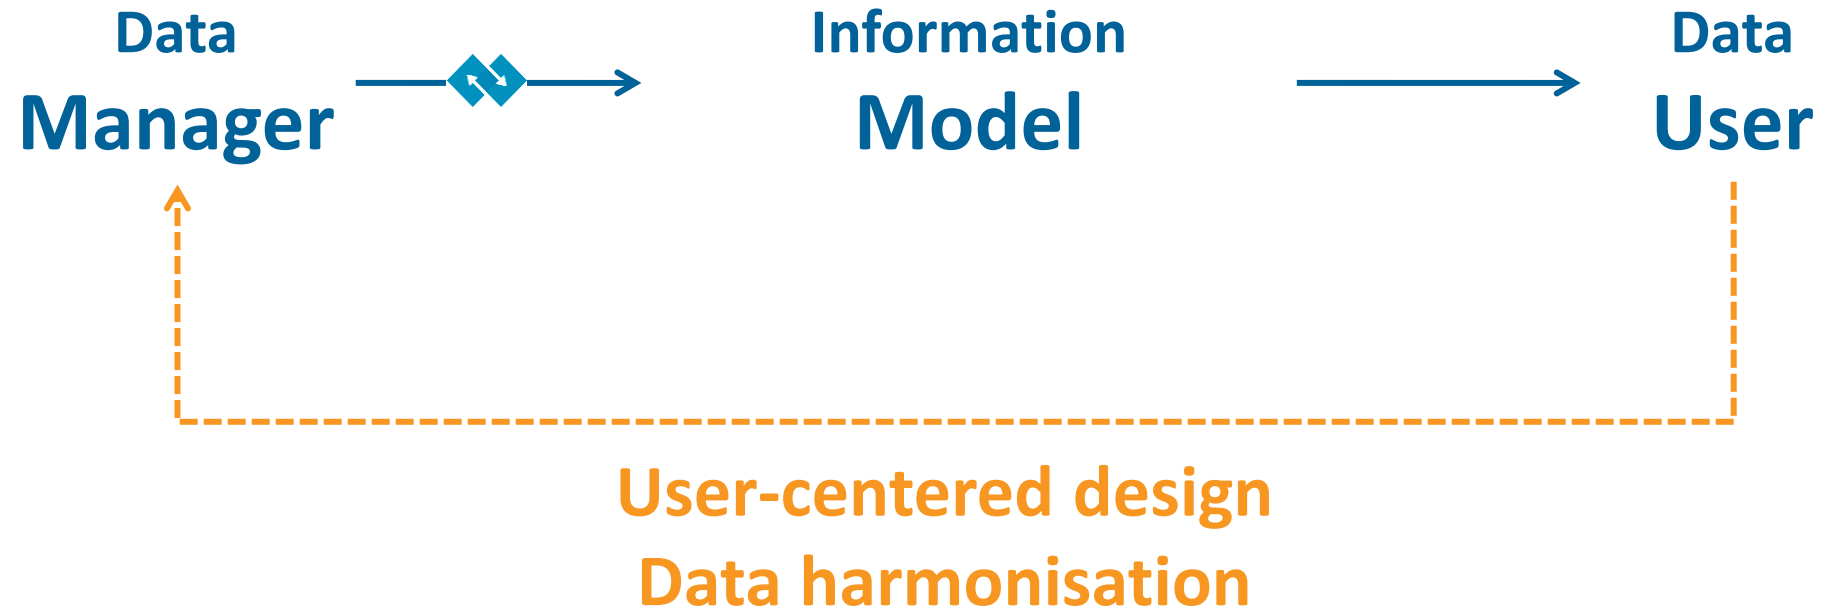 Data
Manager
Information
Model
Data
User
User-centered design
Data harmonisation